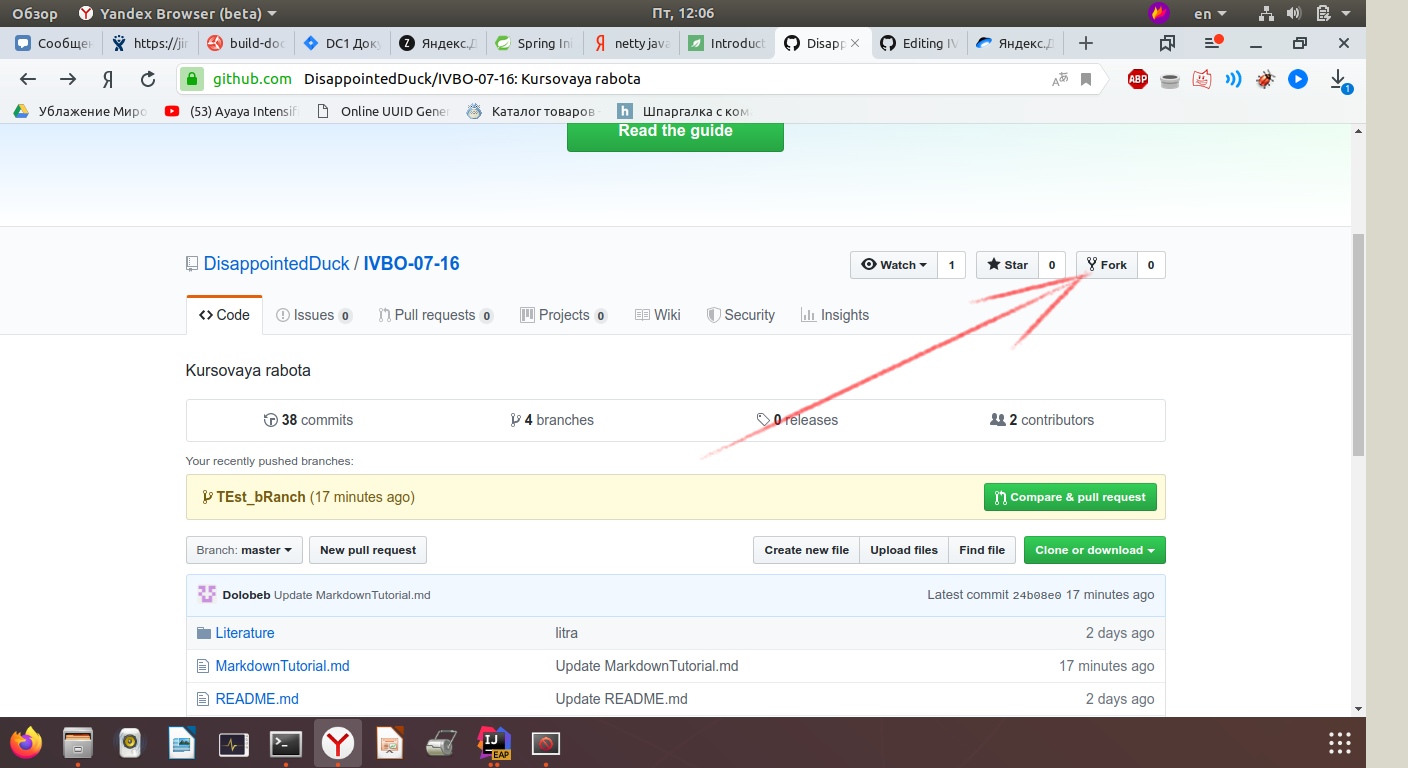 Обзор Yandex Browser (beta) Пт, 12:06 en
Сообщен https://jir build-doc DC1 Доку Яндекс.Д Spring Ini netty java Introduct Disapp Editing IV Яндекс.Д
github.com DisappointedDuck/IVBO-07-16: Kursovaya rabota ABP 1
Ублажение Миро (53) Ayaya Intensif Online UUID Gener Каталог товаров Шпаргалка с ком
Read the guide
DisappointedDuck / IVBO-07-16 Watch 1 Star 0 Fork 0
Code Issues 0 Pull requests 0 Projects 0 Wiki Security Insights
Kursovaya rabota
38 commits 4 branches 0 releases 2 contributors
Your recently pushed branches:
TEst_bRanch (17 minutes ago) Compare & pull request
Branch: master New pull request Create new file Upload files Find file Clone or download
Dolobeb Update MarkdownTutorial.md Latest commit 24b08e0 17 minutes ago
Literature litra 2 days ago
MarkdownTutorial.md Update MarkdownTutorial.md 17 minutes ago
README.md Update README.md 2 days ago
IJ EAP